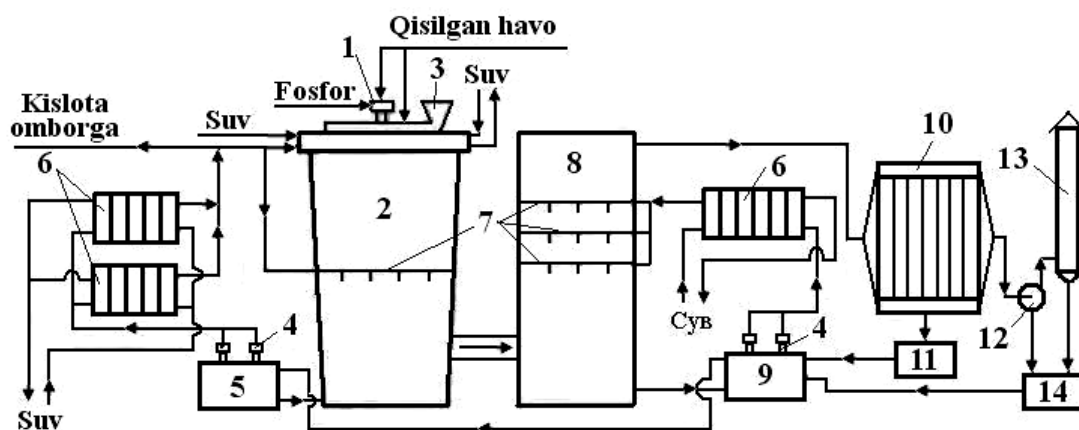 Qisilgan havo
1
3
Suv
Fosfor
Kislota
omborga
Suv
10
13
6
8
6
2
7
Сув
12
4
4
11
5
9
14
Suv